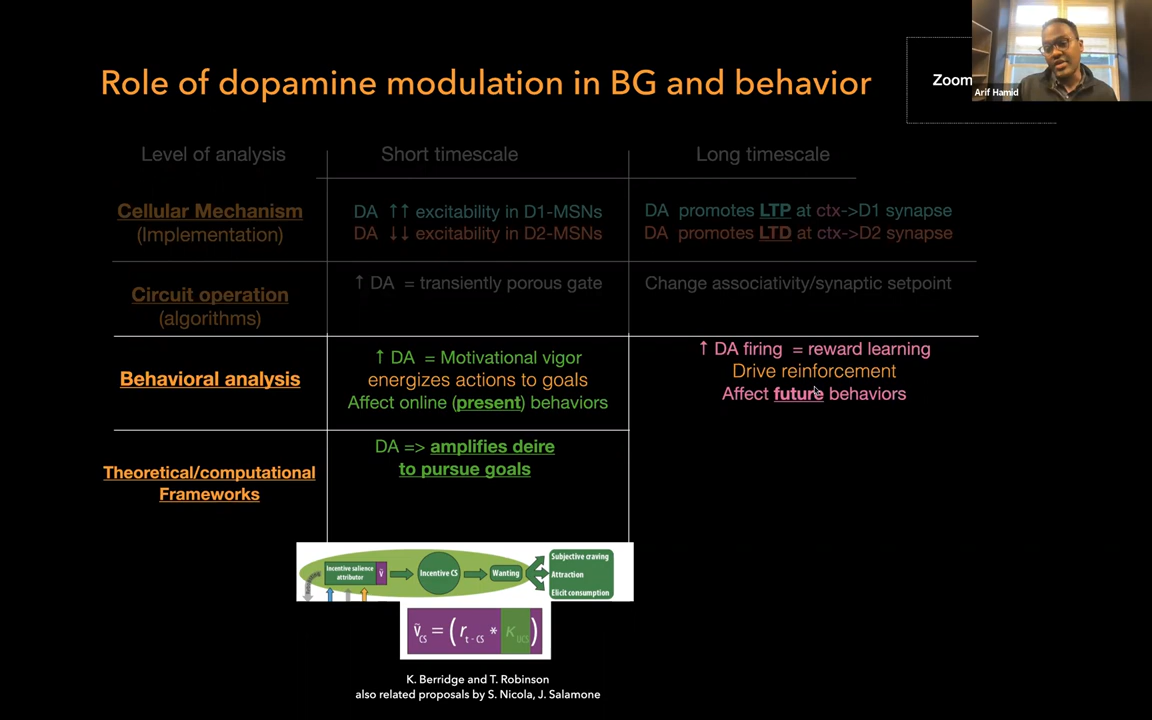 Role of dopamine modulation in BG and behavior
Zoom
Arif Hamid
Level of analysis
Short timescale
Long timescale
Cellular Mechanism
(Implementation)
DA ↑↑ excitability in D1-MSNs
DA ↓↓ excitability in D2-MSNs
DA promotes LTP at ctx->D1 synapse
DA promotes LTD at ctx->D2 synapse
Circuit operation
(algorithms)
↑ DA = transiently porous gate
Change associativity/synaptic setpoint
Behavioral analysis
↑ DA = Motivational vigor
energizes actions to goals
Affect online (present) behaviors
↑ DA firing = reward learning
Drive reinforcement
Affect future behaviors
Theoretical/computational
Frameworks
DA => amplifies deire
to pursue goals
Incentive salience
attributor
Ṽ
Incentive CS
Wanting
Subjective craving
Attraction
Elicit consumption
ṽCS = (rt-CS * κUCS)
K. Berridge and T. Robinson
also related proposals by S. Nicola, J. Salamone